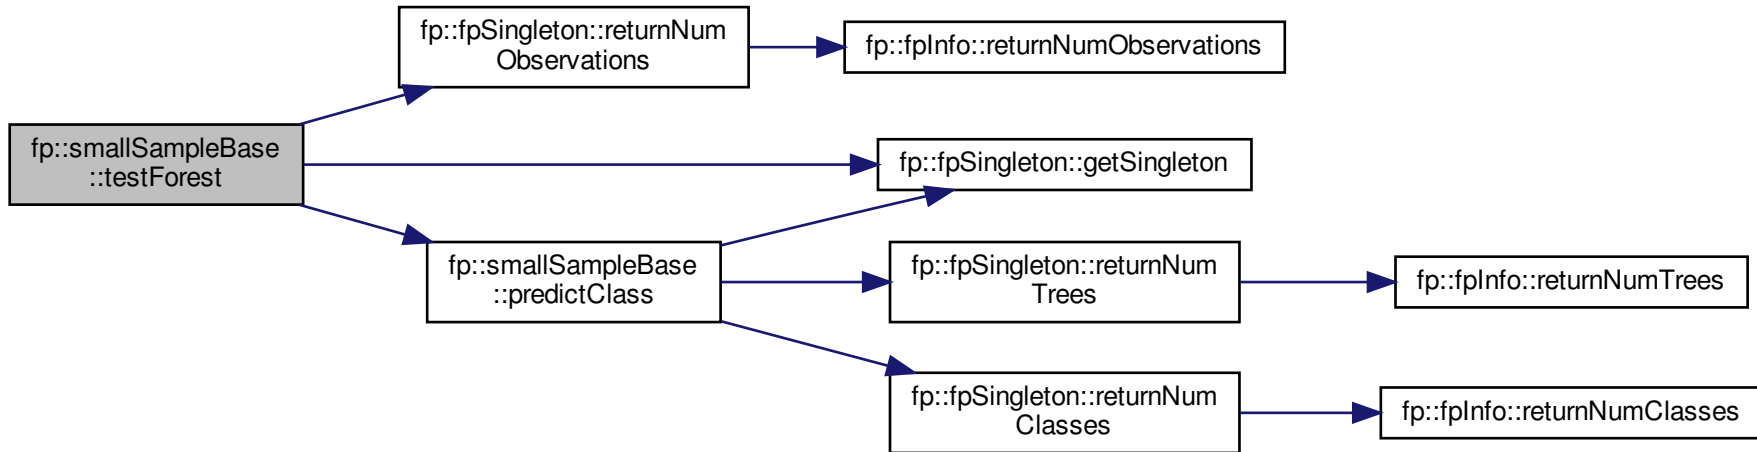 fp::smallSampleBase
::testForest
fp::fpSingleton::returnNum
Observations
fp::fpInfo::returnNumObservations
fp::fpSingleton::getSingleton
fp::smallSampleBase
::predictClass
fp::fpSingleton::returnNum
Trees
fp::fpInfo::returnNumTrees
fp::fpSingleton::returnNum
Classes
fp::fpInfo::returnNumClasses